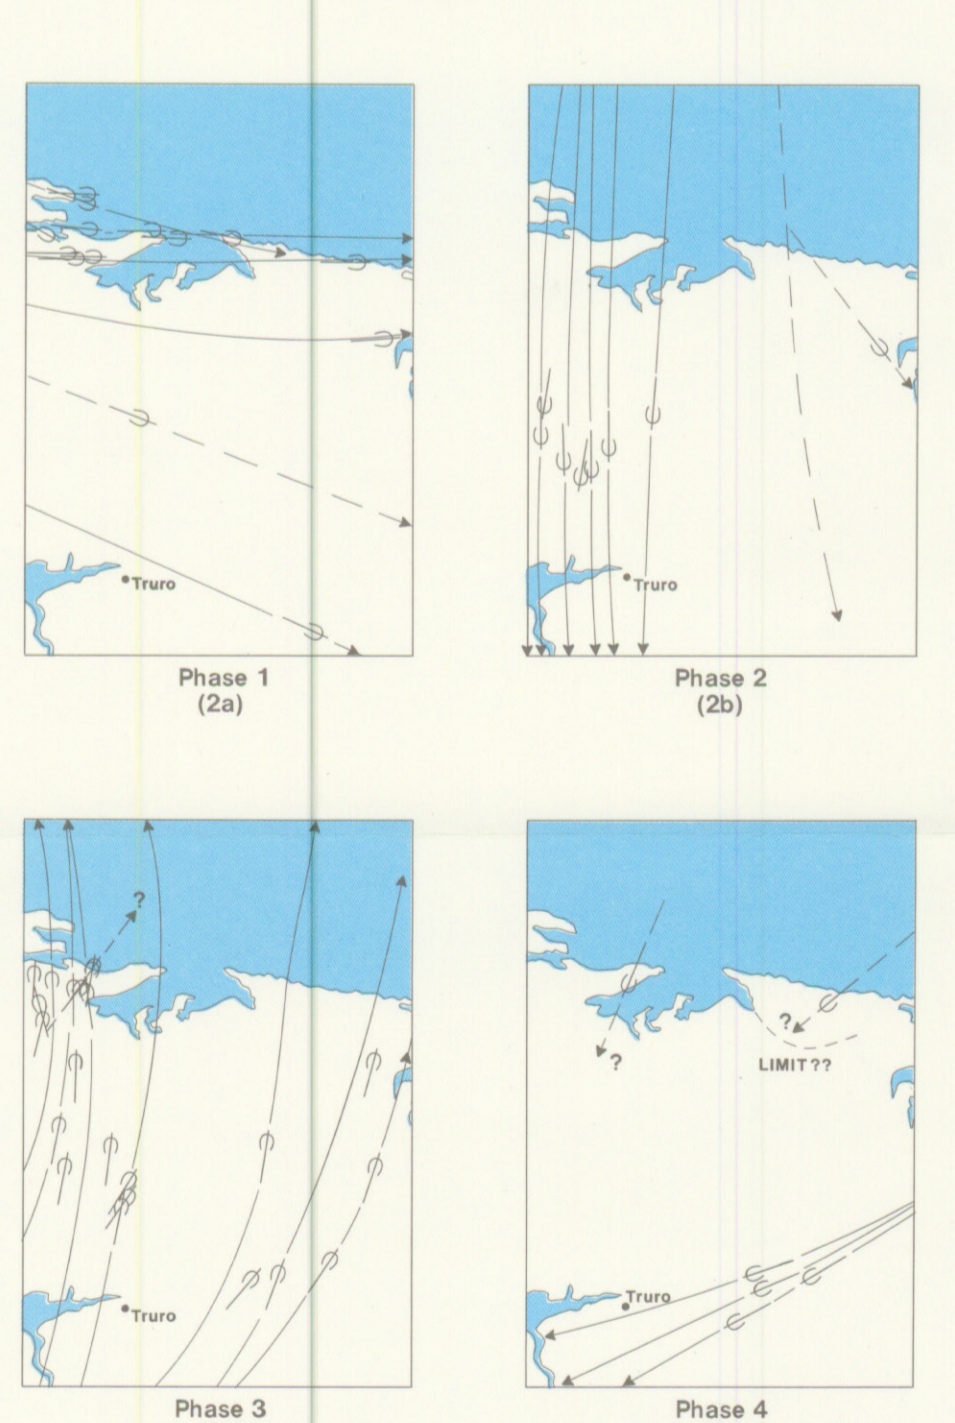 Truro
Phase 1
(2a)
Truro
Phase 2
(2b)
?
Truro
Phase 3
?
?
LIMIT??
Truro
Phase 4